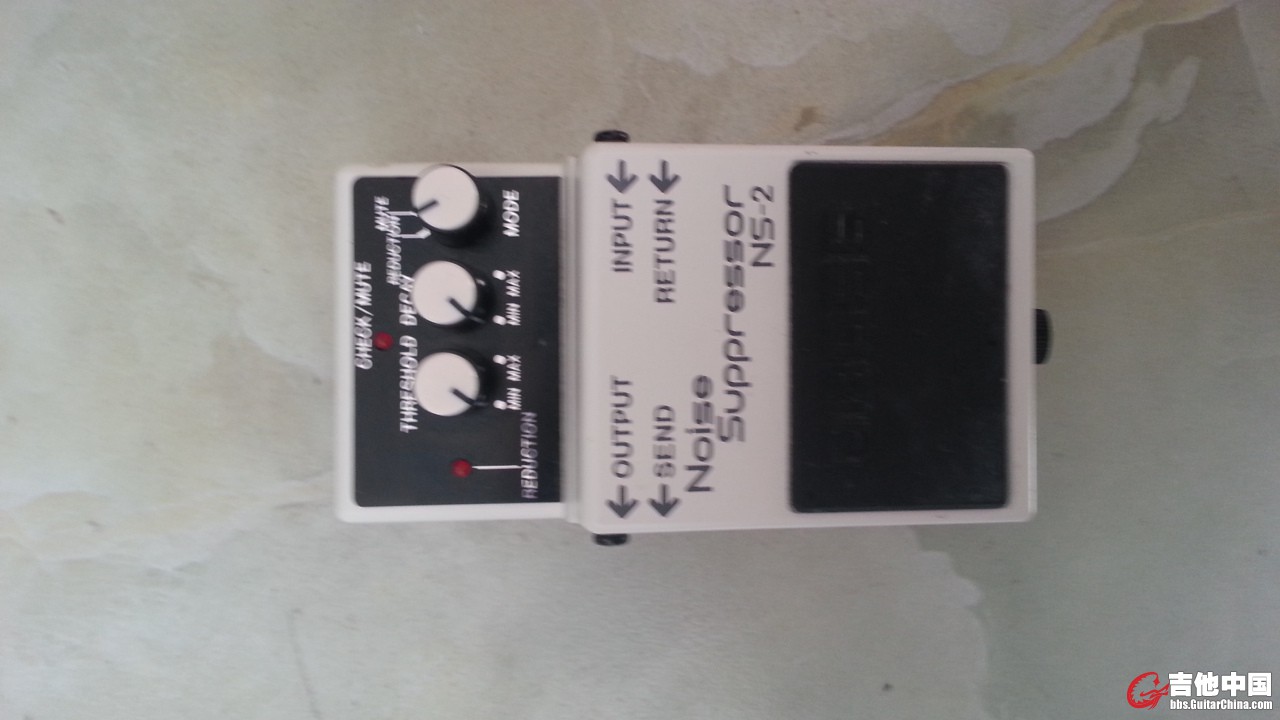 CHECK/MUTE
REDUCTION
THRESHOLD
DECAY
REDUCTION
MUTE
MIN MAX
MIN MAX
MODE
OUTPUT
INPUT
SEND
RETURN
Noise
Suppressor
NS-2
吉他中国
bbs.GuitarChina.com